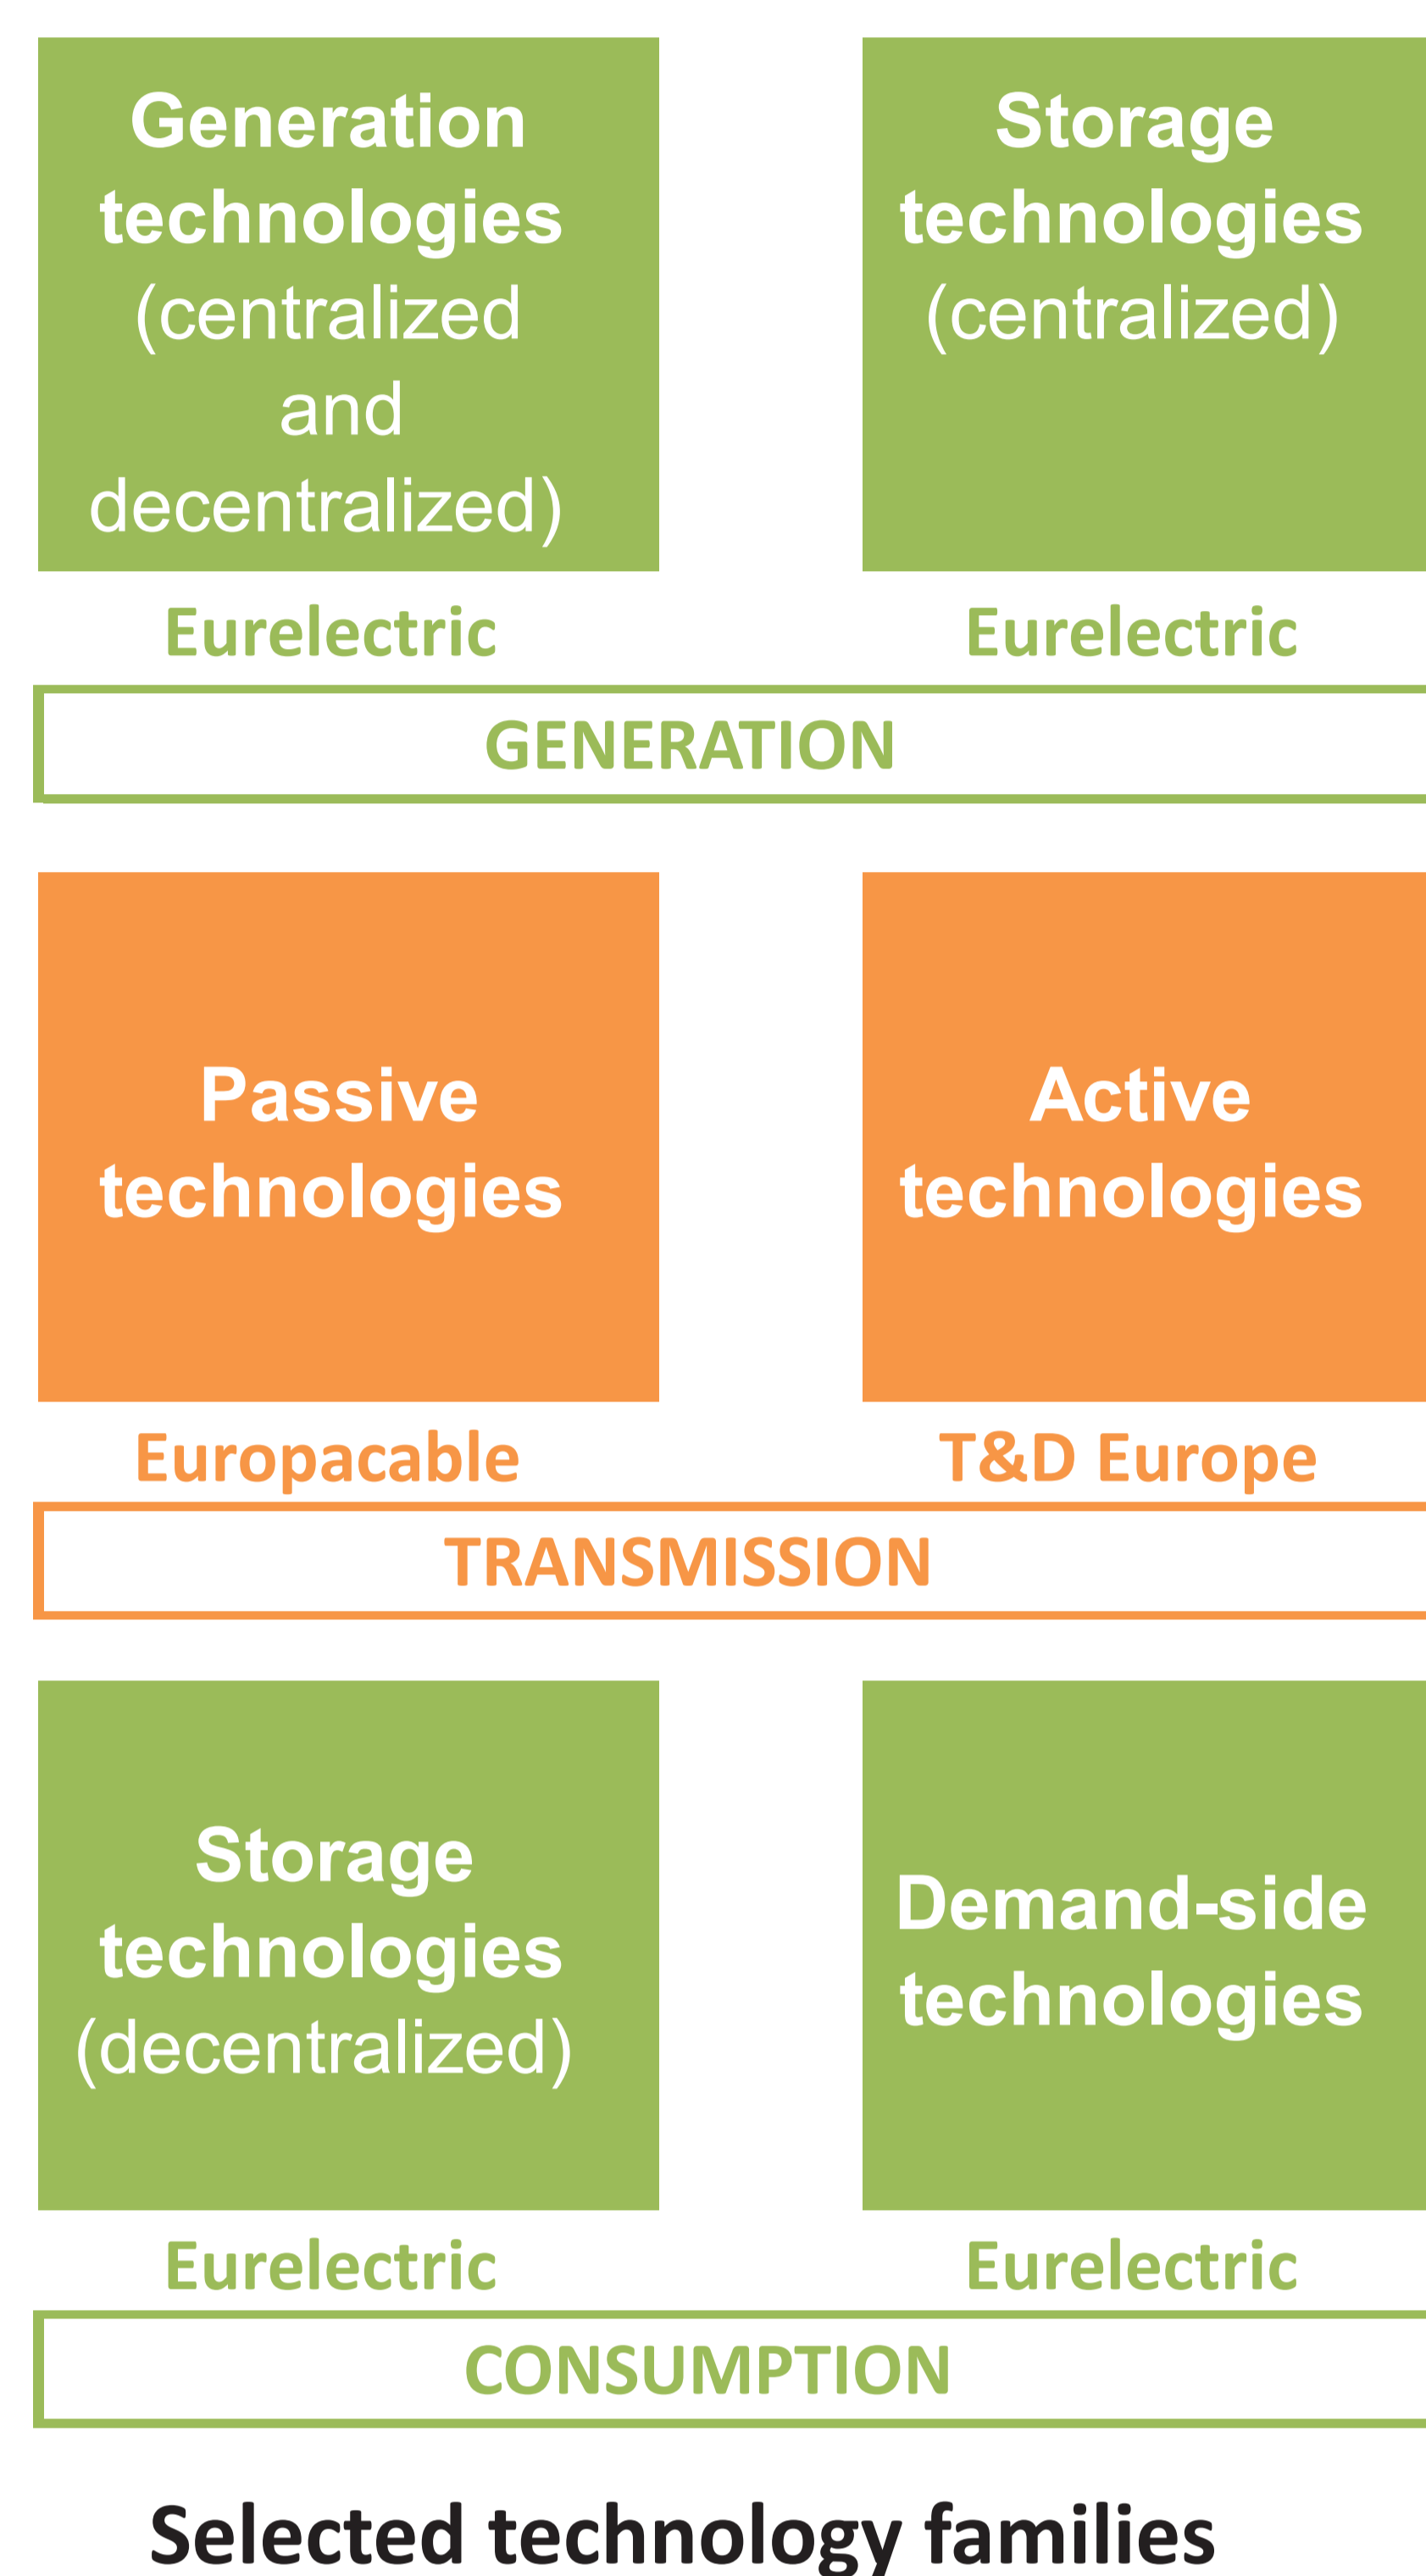 Generation
technologies
(centralized
and
decentralized)
Eurelectric
Storage
technologies
(centralized)
Eurelectric
GENERATION
Passive
technologies
Europacable
Active
technologies
T&D Europe
TRANSMISSION
Storage
technologies
(decentralized)
Eurelectric
Demand-side
technologies
Eurelectric
CONSUMPTION
Selected technology families